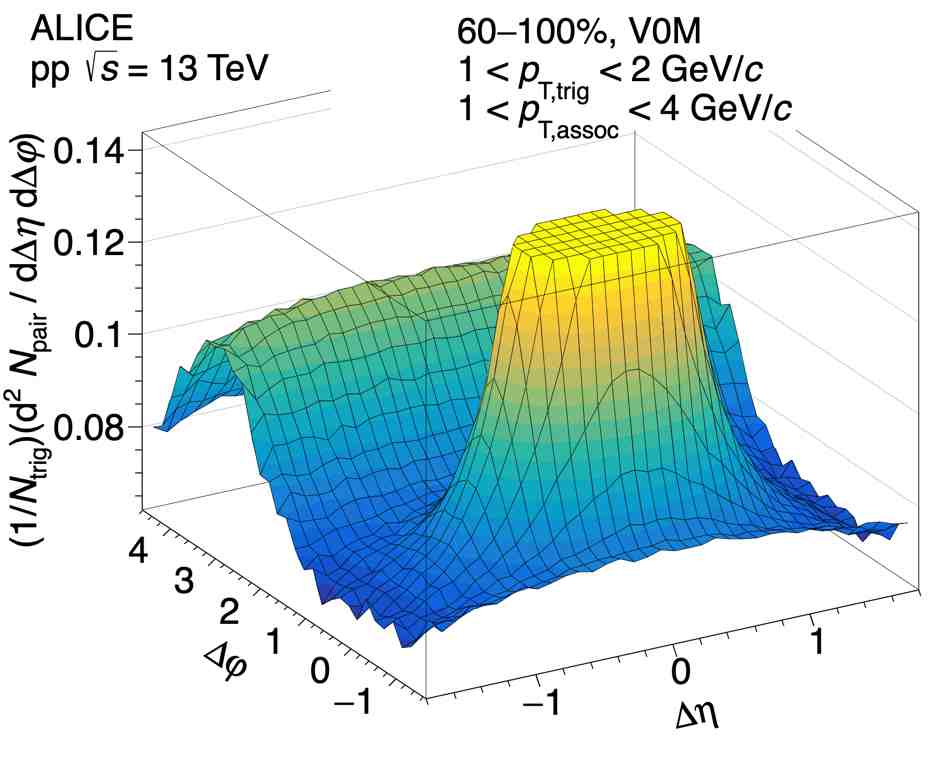 ALICE
pp √s = 13 TeV
60–100%, V0M
1 < p_T,trig < 2 GeV/c
1 < p_T,assoc < 4 GeV/c
(1/N_trig)(d² N_pair / dΔη dΔφ)
0.14
0.12
0.1
0.08
4
3
2
1
0
−1
Δφ
−1
0
1
Δη